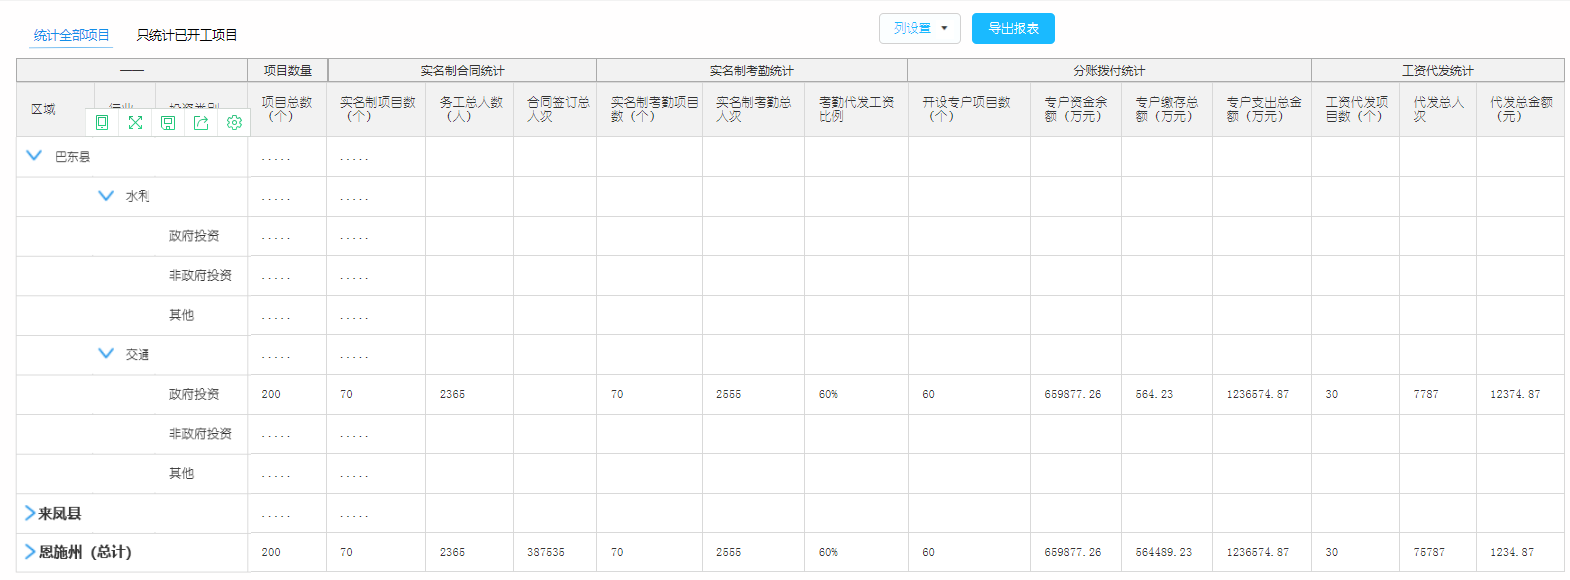 统计全部项目 只统计已开工项目 列设置 导出报表
—— 项目数量 实名制合同统计 实名制考勤统计 分账拨付统计 工资代发统计
区域 行业 投资类别 项目总数（个） 实名制项目数（个） 务工总人数（人） 合同签订总人次 实名制考勤项目数（个） 实名制考勤总人次 考勤代发工资比例 开设专户项目数（个） 专户资金余额（万元） 专户缴存总额（万元） 专户支出总金额（万元） 工资代发项目数（个） 代发总人次 代发总金额（元）
巴东县 ..... .....
水利 ..... .....
政府投资 ..... .....
非政府投资 ..... .....
其他 ..... .....
交通 ..... .....
政府投资 200 70 2365 70 2555 60% 60 659877.26 564.23 1236574.87 30 7787 12374.87
非政府投资 ..... .....
其他 ..... .....
来凤县 ..... .....
恩施州（总计） 200 70 2365 387535 70 2555 60% 60 659877.26 564489.23 1236574.87 30 75787 1234.87